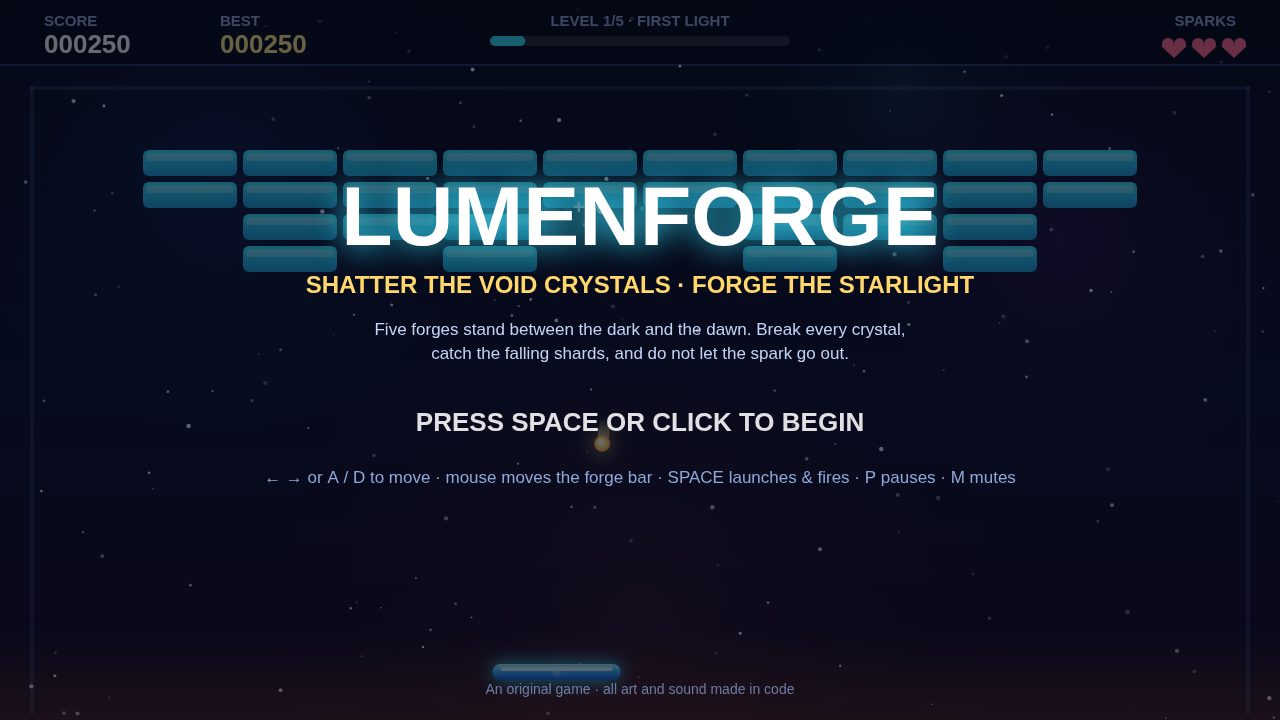 SCORE
000250
BEST
000250
LEVEL 1/5 · FIRST LIGHT
SPARKS
LUMENFORGE
SHATTER THE VOID CRYSTALS · FORGE THE STARLIGHT
Five forges stand between the dark and the dawn. Break every crystal,
catch the falling shards, and do not let the spark go out.
PRESS SPACE OR CLICK TO BEGIN
← → or A / D to move · mouse moves the forge bar · SPACE launches & fires · P pauses · M mutes
An original game · all art and sound made in code